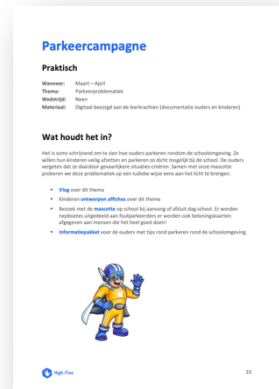 Parkeercampagne
Praktisch
Wanneer: Maart – April
Thema: Parkeerproblematiek
Wedstrijd: Neen
Materiaal: Digitaal bezorgd aan de leerkrachten (documentatie ouders en kinderen)
Wat houdt het in?
Het is soms schrijnend om te zien hoe ouders parkeren rondom de schoolomgeving. Ze
willen hun kinderen veilig afzetten en parkeren zo dicht mogelijk bij de school. De ouders
vergeten dat ze daardoor gevaarlijkere situaties creëren. Samen met onze mascotte
proberen we deze problematiek op een ludieke wijze eens aan het licht te brengen.
• Vlog over dit thema
• Kinderen ontwerpen affiches over dit thema
• Bezoek met de mascotte op school bij aanvang of afsluit dag school. Er worden
nepboetes uitgedeeld aan foutparkeerders er worden ook beloningskaarten
afgegeven aan mensen die het heel goed doen!
• Informatiepakket voor de ouders met tips rond parkeren rond de schoolomgeving.
High-Five
10